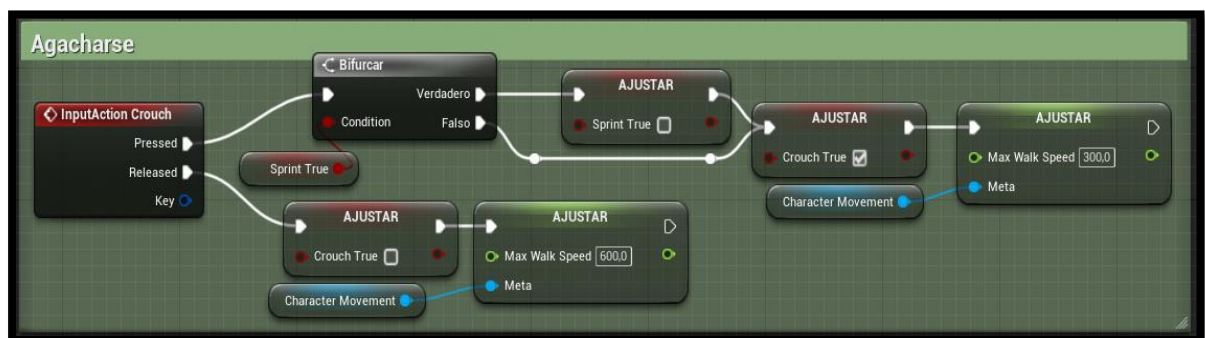 Agacharse
InputAction Crouch
Pressed
Released
Key
Bifurcar
Verdadero
Condition
Falso
Sprint True
AJUSTAR
Sprint True
AJUSTAR
Crouch True
AJUSTAR
Max Walk Speed 300,0
Meta
Character Movement
AJUSTAR
Crouch True
AJUSTAR
Max Walk Speed 600,0
Meta
Character Movement